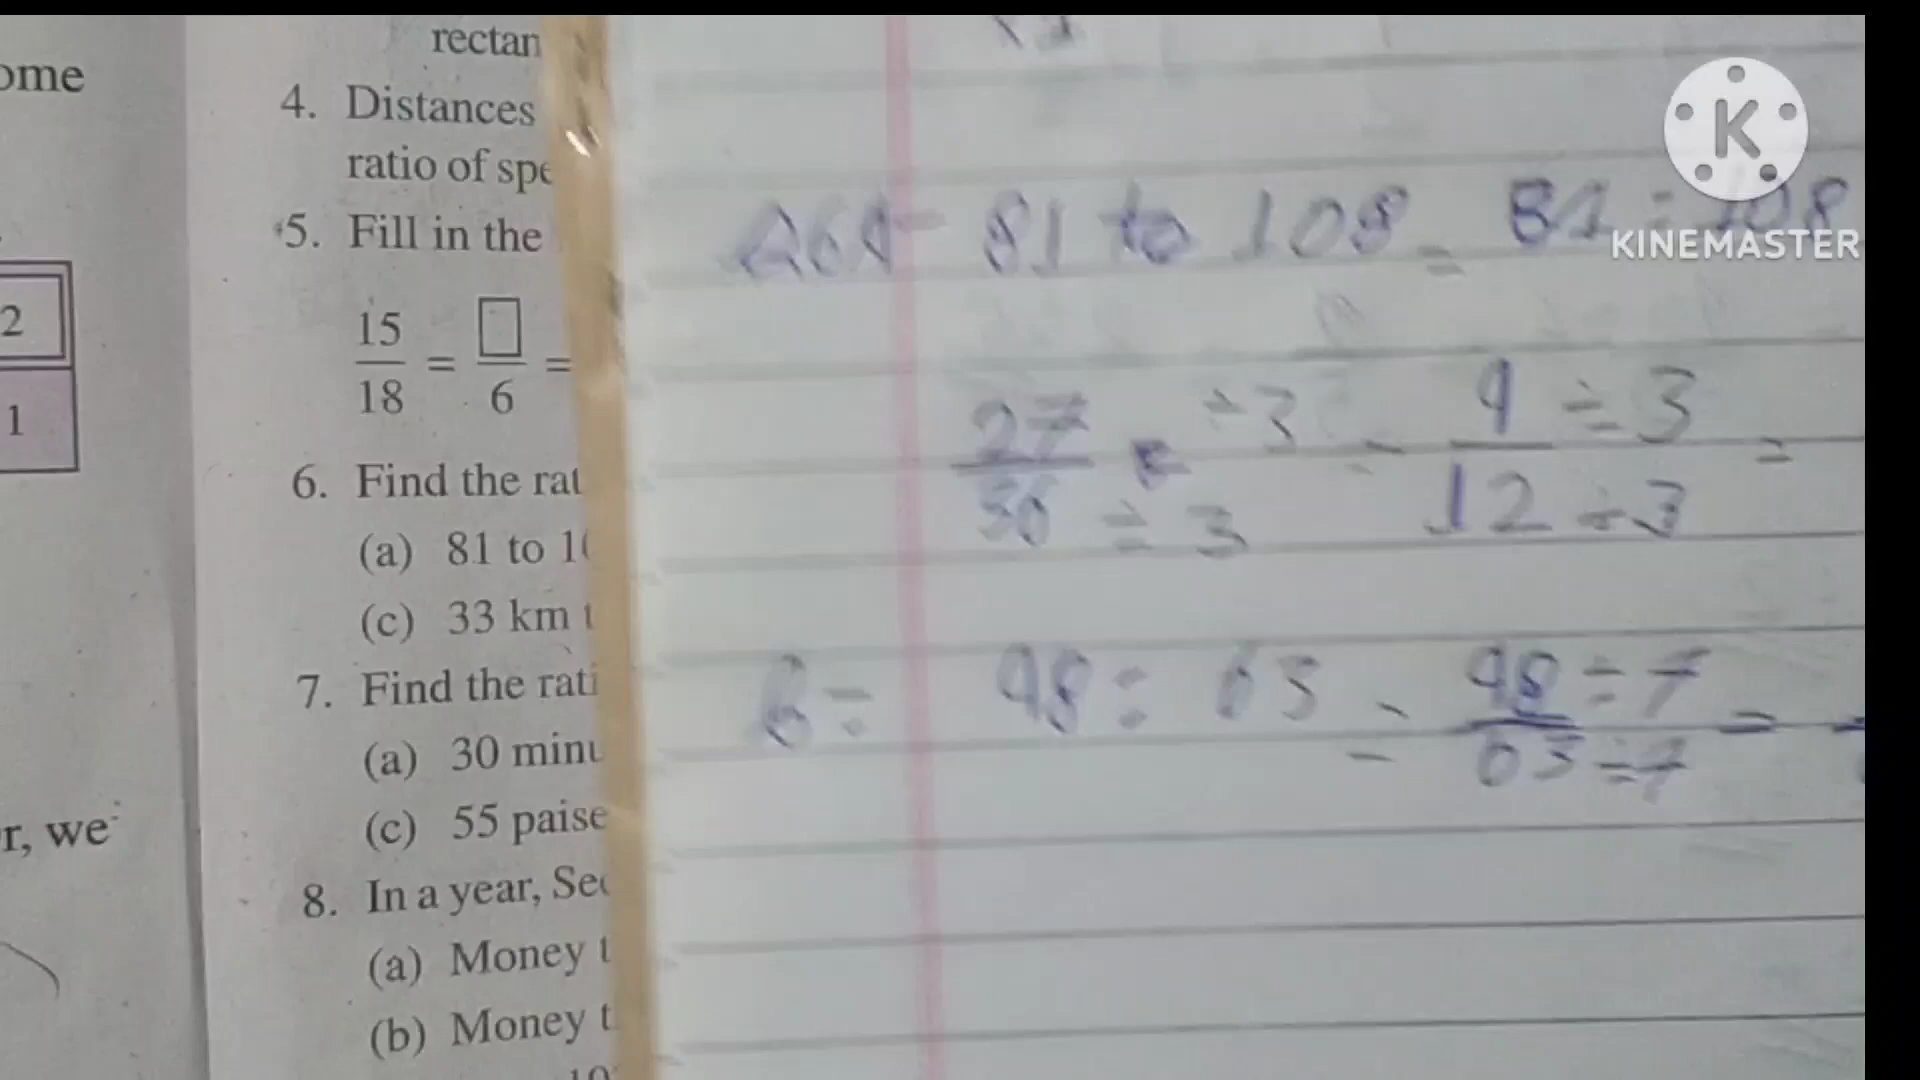 ome
2
1
r, we
rectan
4. Distances
ratio of spe
5. Fill in the
15/18 = □/6 =
6. Find the rat
(a) 81 to 10
(c) 33 km t
7. Find the rati
(a) 30 minu
(c) 55 paise
8. In a year, See
(a) Money t
(b) Money t
81 to 108 = 81 : 108
27/36 ÷3/÷3 = 9÷3/12÷3 =
B= 98 : 63 = 98÷7/63÷7 =
K
KINEMASTER